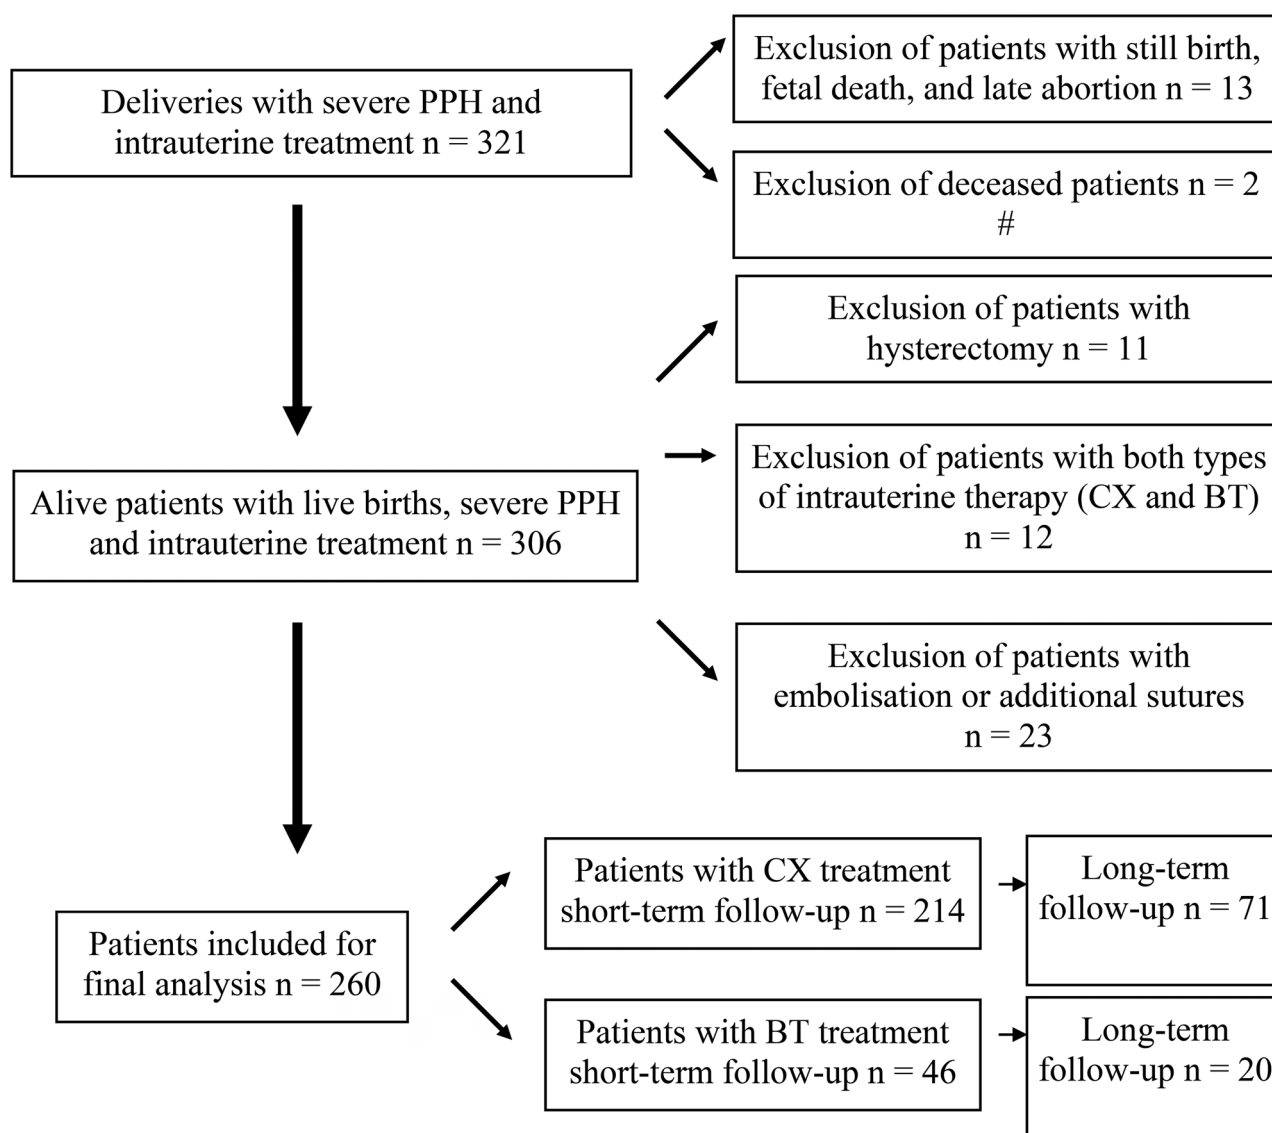 Deliveries with severe PPH and
intrauterine treatment n = 321
Exclusion of patients with still birth,
fetal death, and late abortion n = 13
Exclusion of deceased patients n = 2
#
Exclusion of patients with
hysterectomy n = 11
Alive patients with live births, severe PPH
and intrauterine treatment n = 306
Exclusion of patients with both types
of intrauterine therapy (CX and BT)
n = 12
Exclusion of patients with
embolisation or additional sutures
n = 23
Patients included for
final analysis n = 260
Patients with CX treatment
short-term follow-up n = 214
Long-term
follow-up n = 71
Patients with BT treatment
short-term follow-up n = 46
Long-term
follow-up n = 20